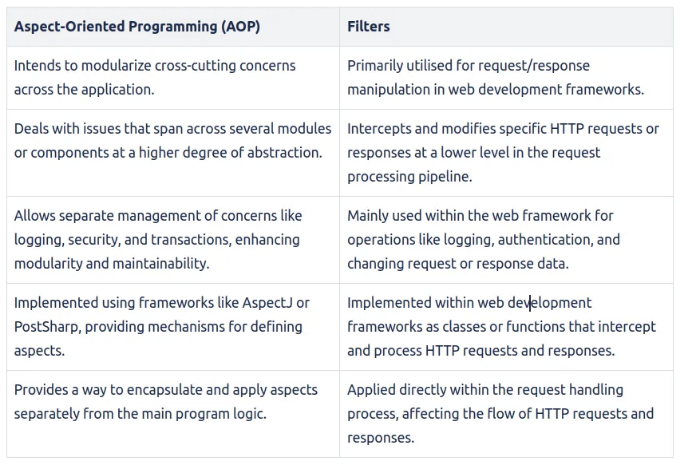 Aspect-Oriented Programming (AOP)
Filters
Intends to modularize cross-cutting concerns
across the application.
Primarily utilised for request/response
manipulation in web development frameworks.
Deals with issues that span across several modules
or components at a higher degree of abstraction.
Intercepts and modifies specific HTTP requests or
responses at a lower level in the request
processing pipeline.
Allows separate management of concerns like
logging, security, and transactions, enhancing
modularity and maintainability.
Mainly used within the web framework for
operations like logging, authentication, and
changing request or response data.
Implemented using frameworks like AspectJ or
PostSharp, providing mechanisms for defining
aspects.
Implemented within web development
frameworks as classes or functions that intercept
and process HTTP requests and responses.
Provides a way to encapsulate and apply aspects
separately from the main program logic.
Applied directly within the request handling
process, affecting the flow of HTTP requests and
responses.